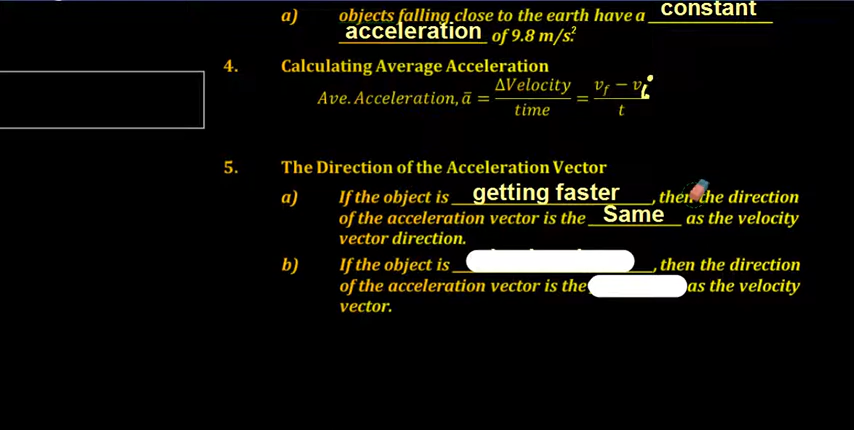 a) objects falling close to the earth have a constant
acceleration of 9.8 m/s².
4. Calculating Average Acceleration
Ave. Acceleration, ā = ΔVelocity / time = v_f − v_i / t
5. The Direction of the Acceleration Vector
a) If the object is getting faster, then the direction
of the acceleration vector is the Same as the velocity
vector direction.
b) If the object is , then the direction
of the acceleration vector is the as the velocity
vector.